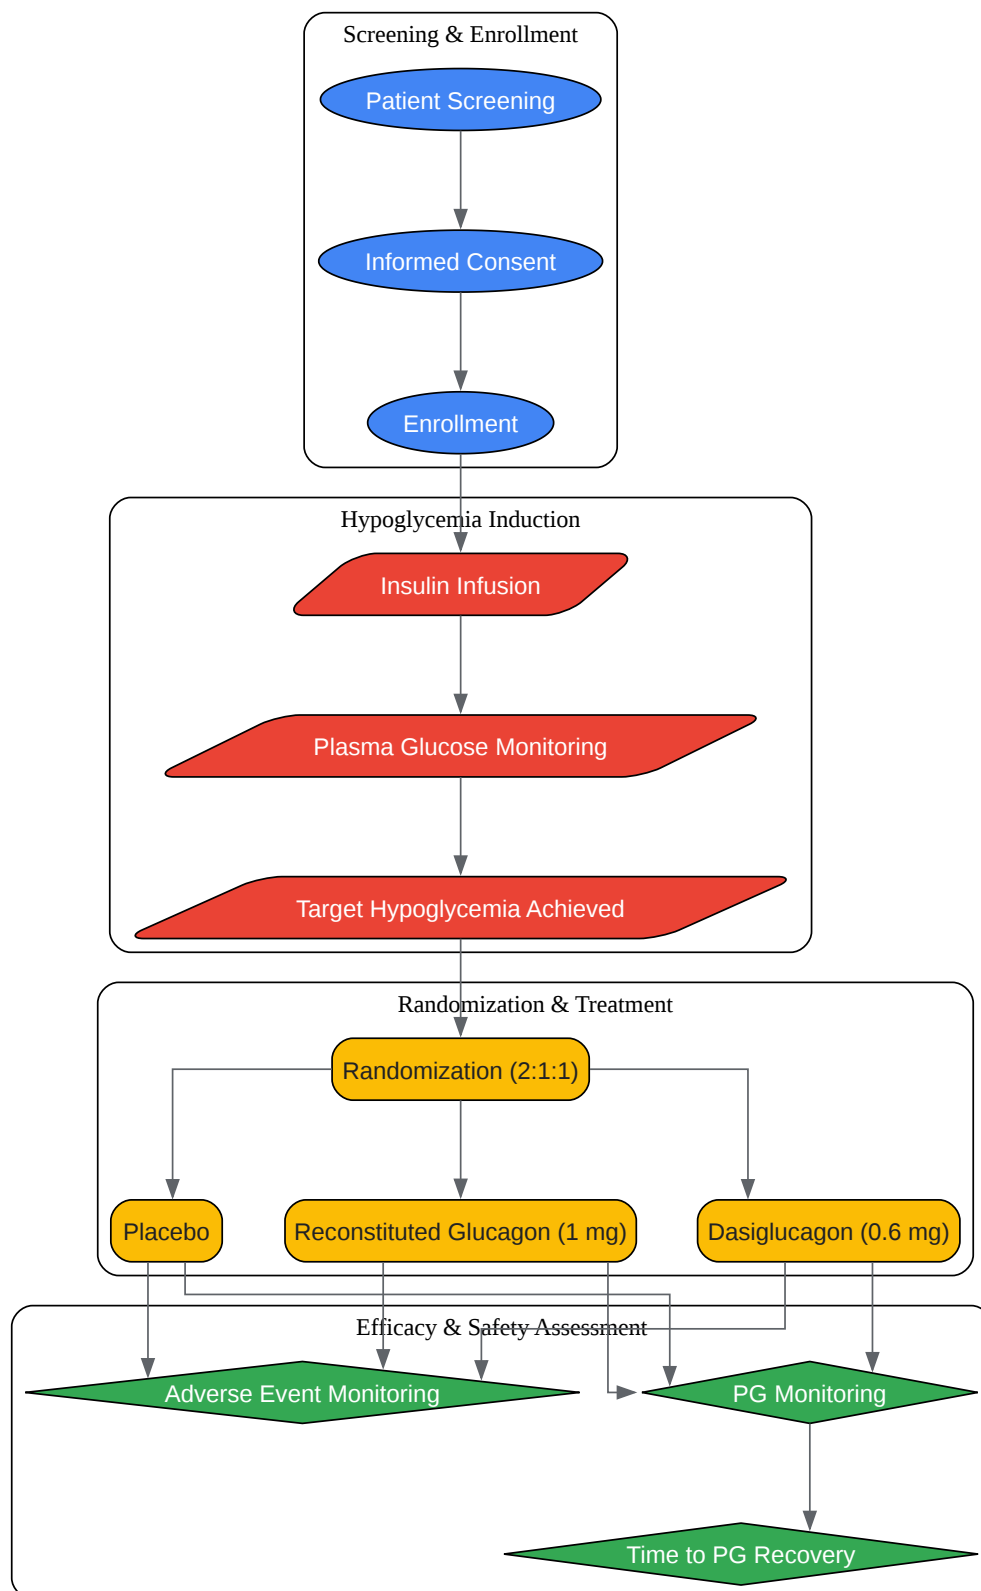 Screening & Enrollment
Patient Screening
Informed Consent
Enrollment
Hypoglycemia Induction
Insulin Infusion
Plasma Glucose Monitoring
Target Hypoglycemia Achieved
Randomization & Treatment
Randomization (2:1:1)
Placebo
Reconstituted Glucagon (1 mg)
Dasiglucagon (0.6 mg)
Efficacy & Safety Assessment
Adverse Event Monitoring
PG Monitoring
Time to PG Recovery